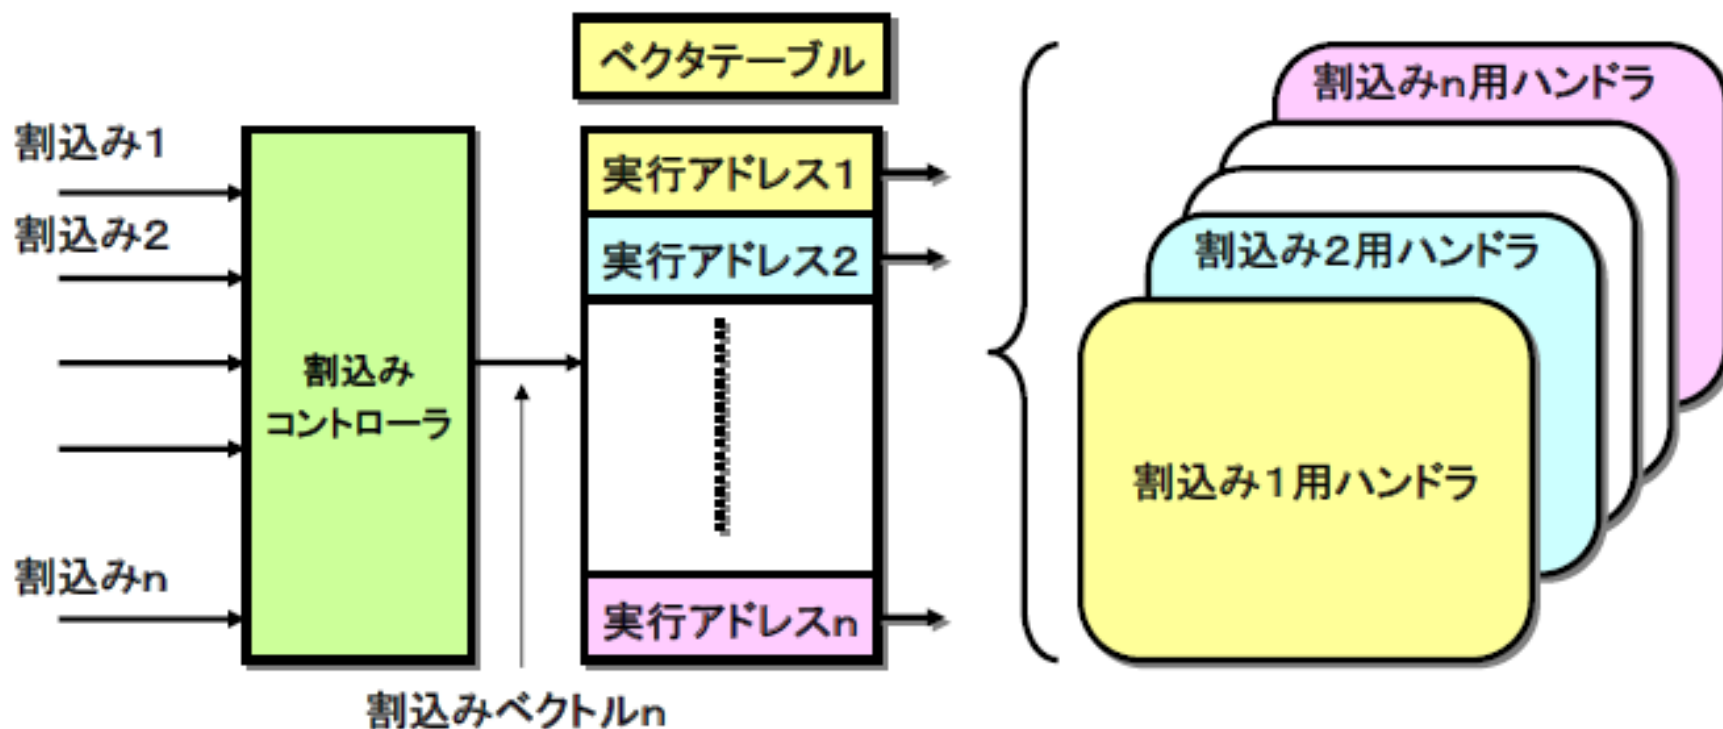 ベクタテーブル
割込み1
割込み2
割込みn
割込み
コントローラ
割込みベクトルn
実行アドレス1
実行アドレス2
実行アドレスn
割込みn用ハンドラ
割込み2用ハンドラ
割込み1用ハンドラ